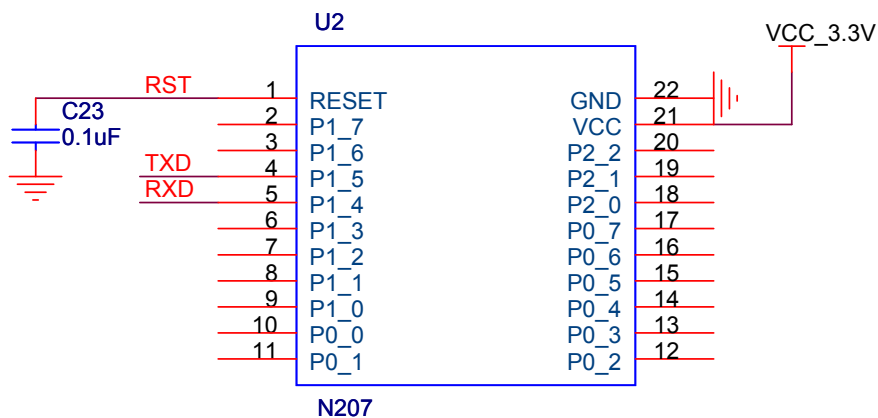 U2
VCC_3.3V
RST
1
RESET
GND
22
C23
2
P1_7
VCC
21
0.1uF
3
P1_6
P2_2
20
TXD
4
P1_5
P2_1
19
RXD
5
P1_4
P2_0
18
6
P1_3
P0_7
17
7
P1_2
P0_6
16
8
P1_1
P0_5
15
9
P1_0
P0_4
14
10
P0_0
P0_3
13
11
P0_1
P0_2
12
N207